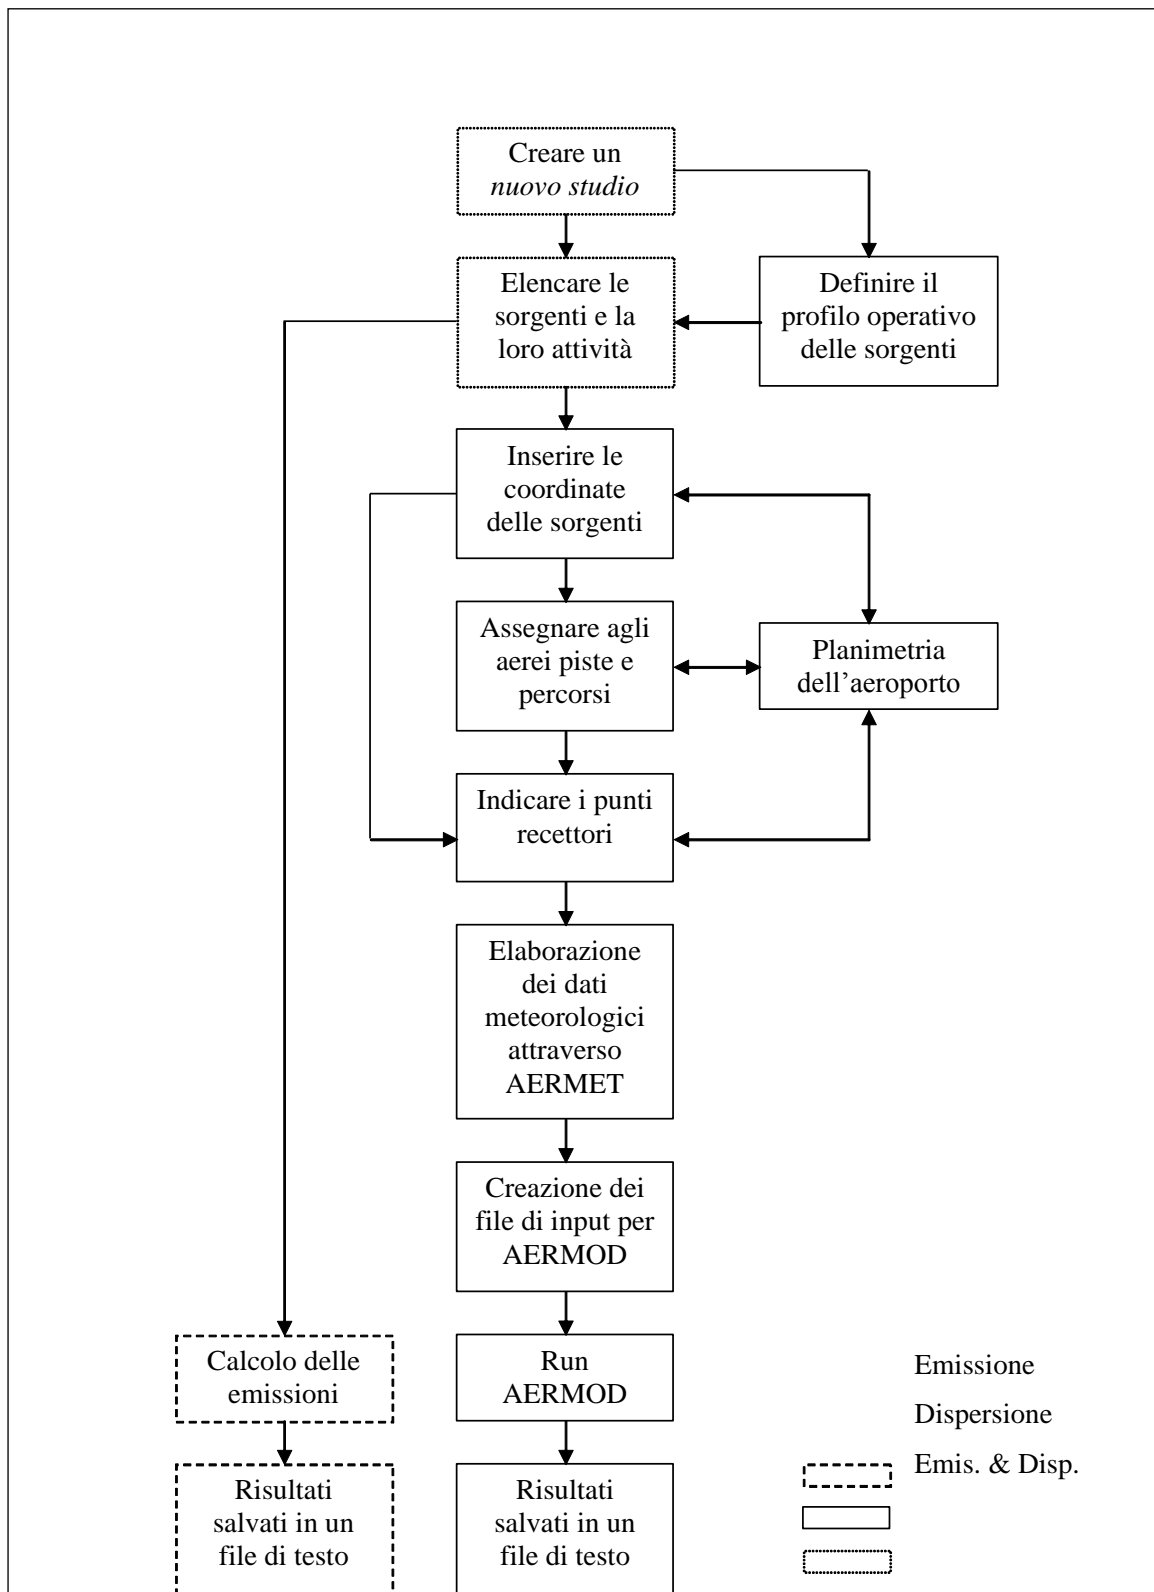 Creare un
nuovo studio
Elencare le
sorgenti e la
loro attività
Definire il
profilo operativo
delle sorgenti
Inserire le
coordinate
delle sorgenti
Assegnare agli
aerei piste e
percorsi
Planimetria
dell’aeroporto
Indicare i punti
recettori
Elaborazione
dei dati
meteorologici
attraverso
AERMET
Creazione dei
file di input per
AERMOD
Calcolo delle
emissioni
Run
AERMOD
Risultati
salvati in un
file di testo
Risultati
salvati in un
file di testo
Emissione
Dispersione
Emis. & Disp.